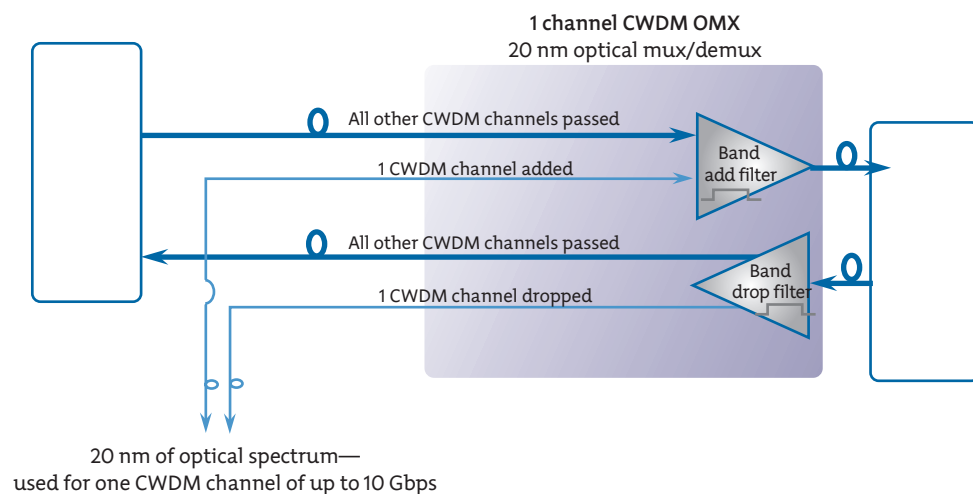 1 channel CWDM OMX
20 nm optical mux/demux
All other CWDM channels passed
Band
add filter
1 CWDM channel added
All other CWDM channels passed
Band
drop filter
1 CWDM channel dropped
20 nm of optical spectrum—
used for one CWDM channel of up to 10 Gbps